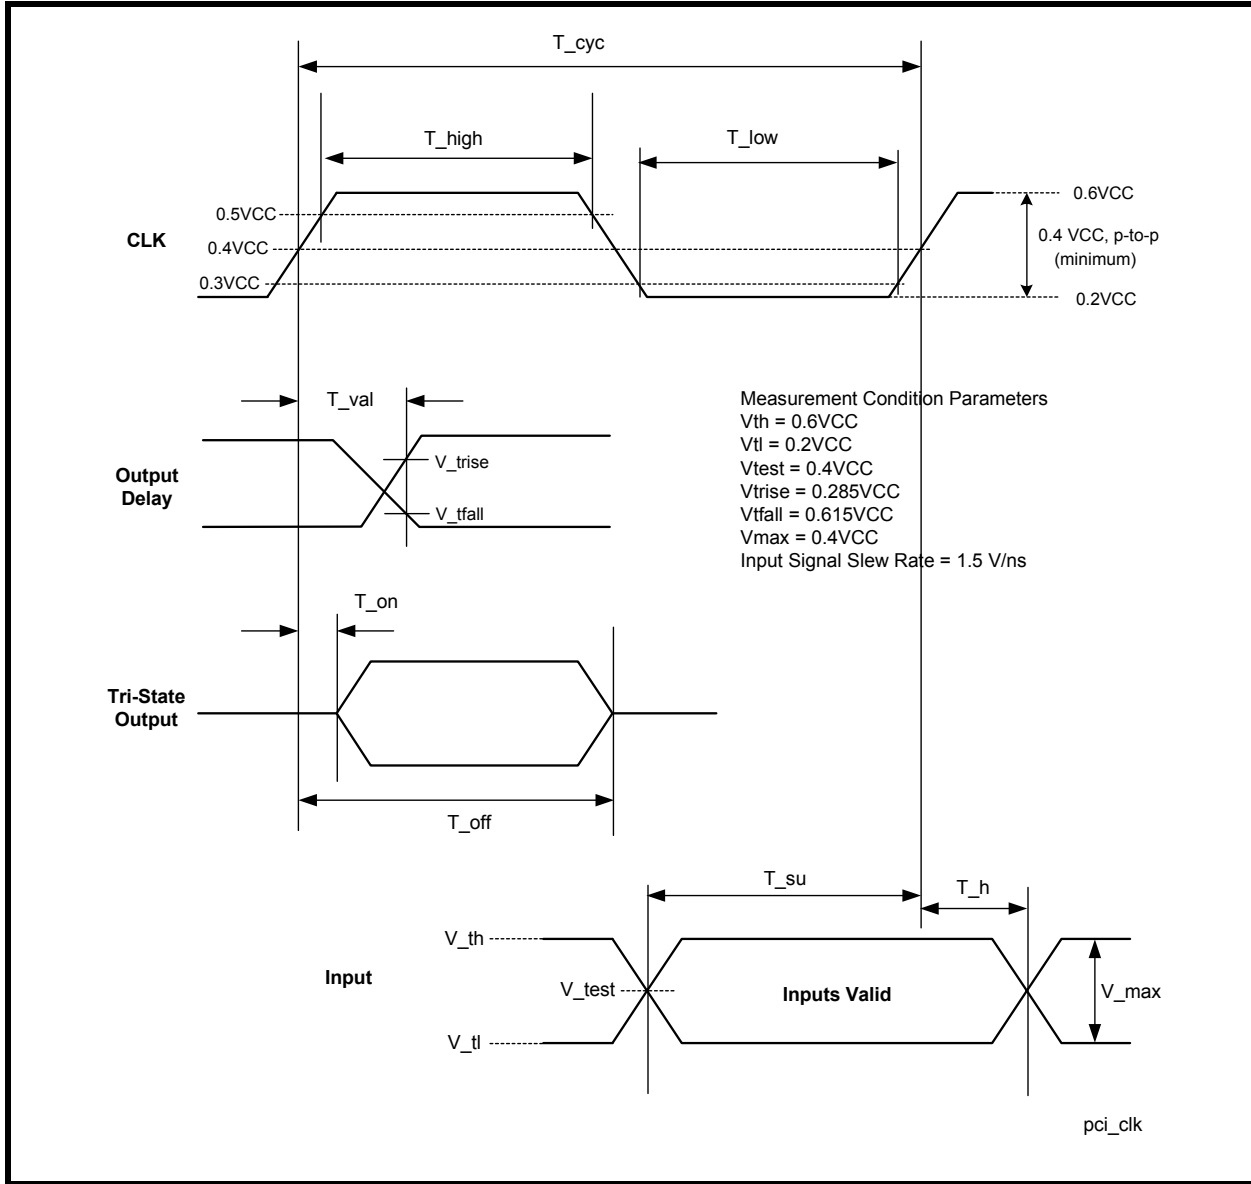 T_cyc
T_high
T_low
0.5VCC
0.6VCC
CLK
0.4VCC
0.4 VCC, p-to-p
(minimum)
0.3VCC
0.2VCC
T_val
Measurement Condition Parameters
Vth = 0.6VCC
Vtl = 0.2VCC
Vtest = 0.4VCC
Vtrise = 0.285VCC
Vtfall = 0.615VCC
Vmax = 0.4VCC
Input Signal Slew Rate = 1.5 V/ns
Output
Delay
V_trise
V_tfall
T_on
Tri-State
Output
T_off
T_su
T_h
V_th
Input
V_test
Inputs Valid
V_max
V_tl
pci_clk